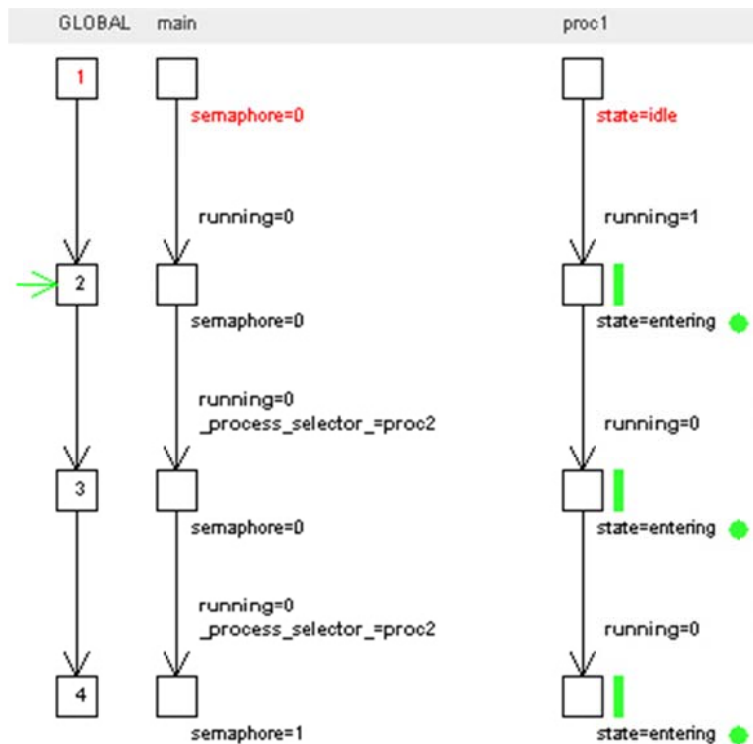 GLOBAL main proc1
1
semaphore=0 state=idle
running=0 running=1
2
semaphore=0 state=entering
running=0
_process_selector_=proc2 running=0
3
semaphore=0 state=entering
running=0
_process_selector_=proc2 running=0
4
semaphore=1 state=entering